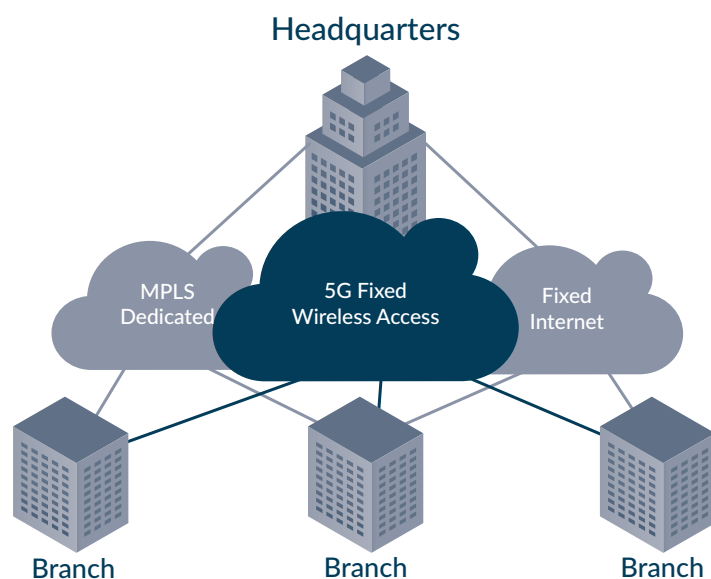 Headquarters
MPLS
Dedicated
5G Fixed
Wireless Access
Fixed
Internet
Branch
Branch
Branch